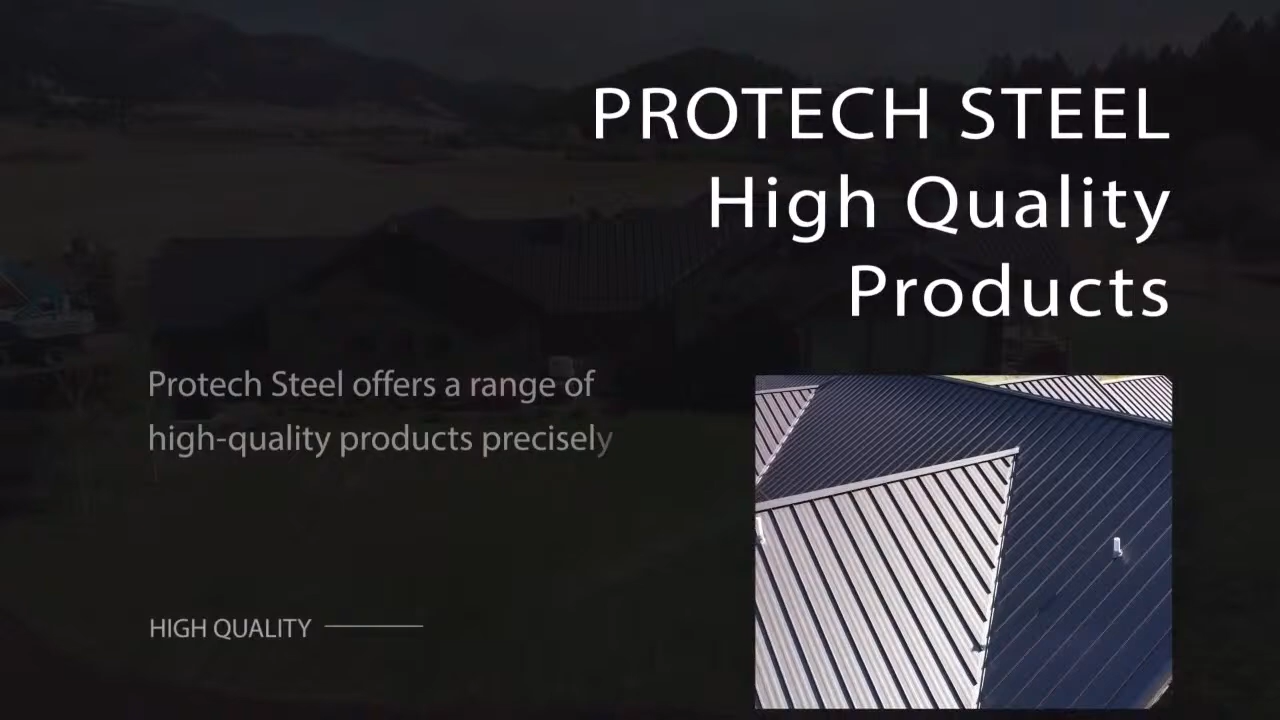 PROTECH STEEL
High Quality
Products
Protech Steel offers a range of
high-quality products precisely
HIGH QUALITY